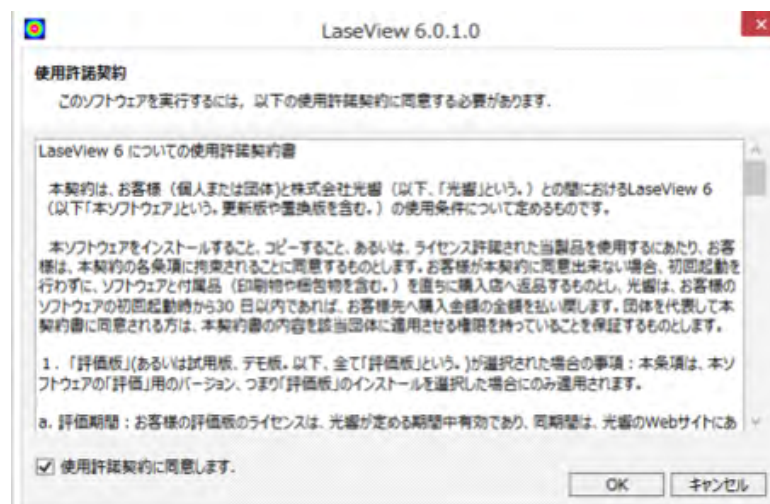 LaseView 6.0.1.0
使用許諾契約
このソフトウェアを実行するには，以下の使用許諾契約に同意する必要があります．
LaseView 6 についての使用許諾契約書
本契約は、お客様（個人または団体)と株式会社光響（以下、「光響」という。）との間におけるLaseView 6
（以下「本ソフトウェア」という。更新版や置換版を含む。）の使用条件について定めるものです。
本ソフトウェアをインストールすること、コピーすること、あるいは、ライセンス許諾された当製品を使用するにあたり、お客
様は、本契約の各条項に拘束されることに同意するものとします。お客様が本契約に同意出来ない場合、初回起動を
行わずに、ソフトウェアと付属品（印刷物や梱包物を含む。）を直ちに購入店へ返品するものとし、光響は、お客様の
ソフトウェアの初回起動時から30 日以内であれば、お客様先へ購入金額の全額を払い戻します。団体を代表して本
契約書に同意される方は、本契約書の内容を該当団体に適用させる権限を持っていることを保証するものとします。
１．「評価版」(あるいは試用版、デモ版。以下、全て「評価版」という。)が選択された場合の事項：本条項は、本ソ
フトウェアの「評価」用のバージョン、つまり「評価版」のインストールを選択した場合にのみ適用されます。
a. 評価期間：お客様の評価版のライセンスは、光響が定める期間中有効であり、同期間は、光響のWebサイトにあ
使用許諾契約に同意します．
OK キャンセル